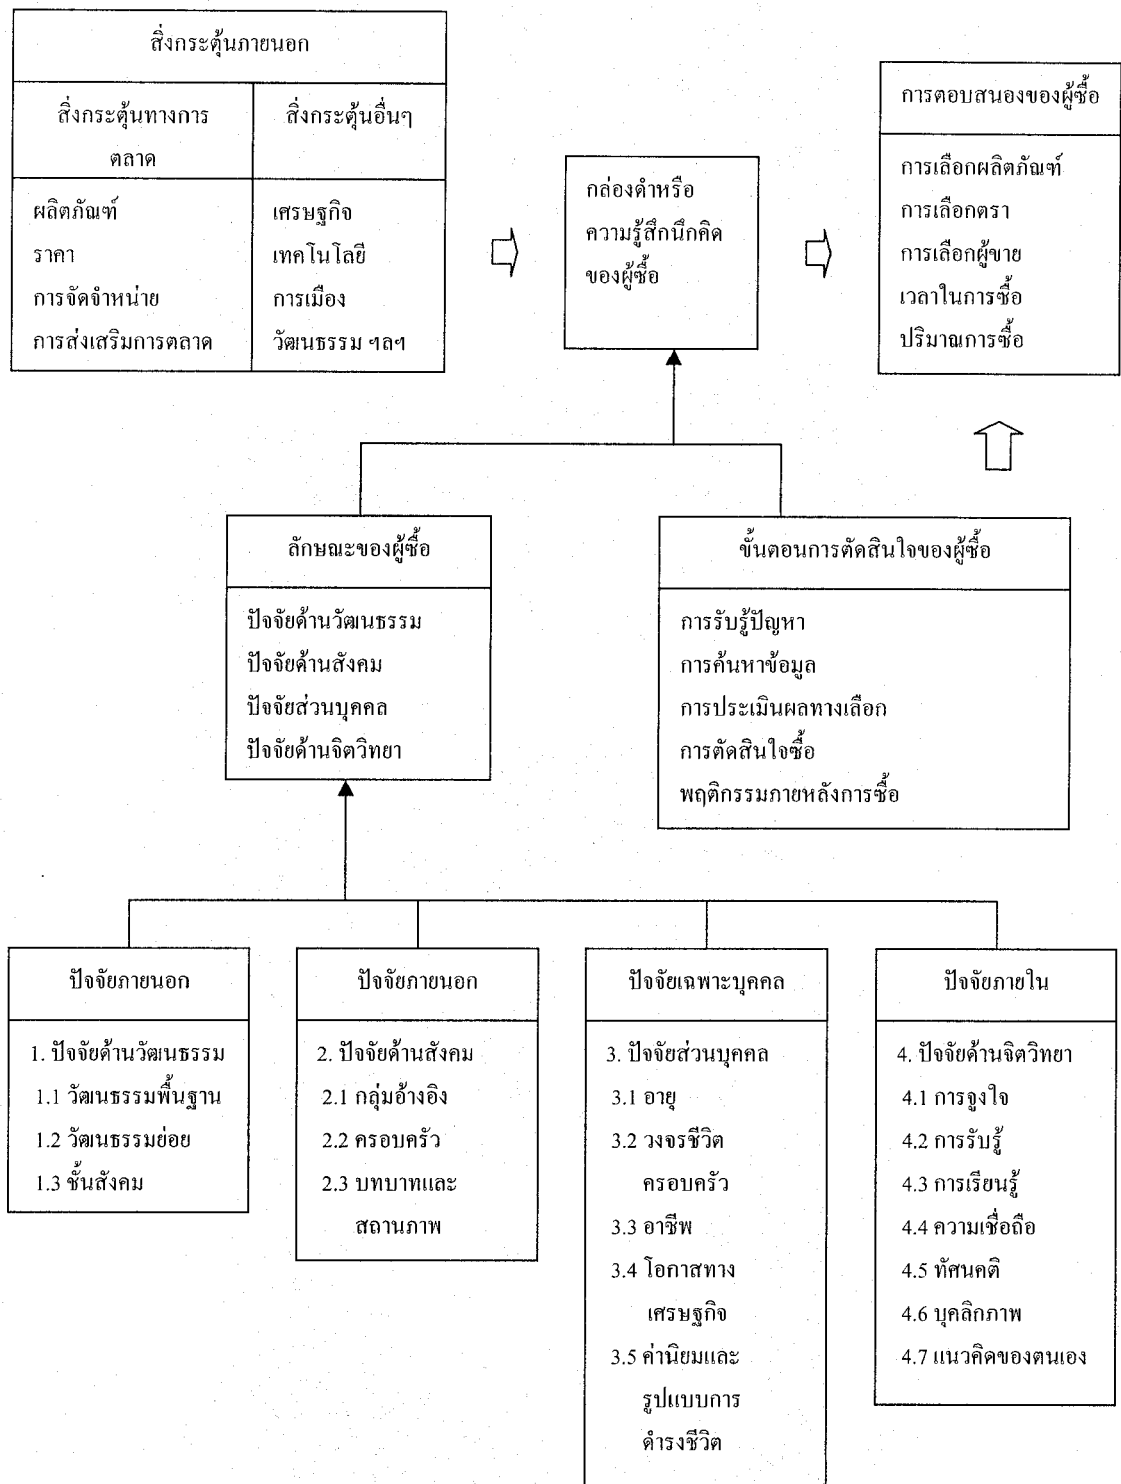 สิ่งกระตุ้นภายนอก
สิ่งกระตุ้นทางการ
ตลาด
สิ่งกระตุ้นอื่นๆ
ผลิตภัณฑ์
ราคา
การจัดจำหน่าย
การส่งเสริมการตลาด
เศรษฐกิจ
เทคโนโลยี
การเมือง
วัฒนธรรม ฯลฯ
กล่องดำหรือ
ความรู้สึกนึกคิด
ของผู้ซื้อ
การตอบสนองของผู้ซื้อ
การเลือกผลิตภัณฑ์
การเลือกตรา
การเลือกผู้ขาย
เวลาในการซื้อ
ปริมาณการซื้อ
ลักษณะของผู้ซื้อ
ปัจจัยด้านวัฒนธรรม
ปัจจัยด้านสังคม
ปัจจัยส่วนบุคคล
ปัจจัยด้านจิตวิทยา
ขั้นตอนการตัดสินใจของผู้ซื้อ
การรับรู้ปัญหา
การค้นหาข้อมูล
การประเมินผลทางเลือก
การตัดสินใจซื้อ
พฤติกรรมภายหลังการซื้อ
ปัจจัยภายนอก
1. ปัจจัยด้านวัฒนธรรม
1.1 วัฒนธรรมพื้นฐาน
1.2 วัฒนธรรมย่อย
1.3 ชั้นสังคม
ปัจจัยภายนอก
2. ปัจจัยด้านสังคม
2.1 กลุ่มอ้างอิง
2.2 ครอบครัว
2.3 บทบาทและ
สถานภาพ
ปัจจัยเฉพาะบุคคล
3. ปัจจัยส่วนบุคคล
3.1 อายุ
3.2 วงจรชีวิต
ครอบครัว
3.3 อาชีพ
3.4 โอกาสทาง
เศรษฐกิจ
3.5 ค่านิยมและ
รูปแบบการ
ดำรงชีวิต
ปัจจัยภายใน
4. ปัจจัยด้านจิตวิทยา
4.1 การจูงใจ
4.2 การรับรู้
4.3 การเรียนรู้
4.4 ความเชื่อถือ
4.5 ทัศนคติ
4.6 บุคลิกภาพ
4.7 แนวคิดของตนเอง